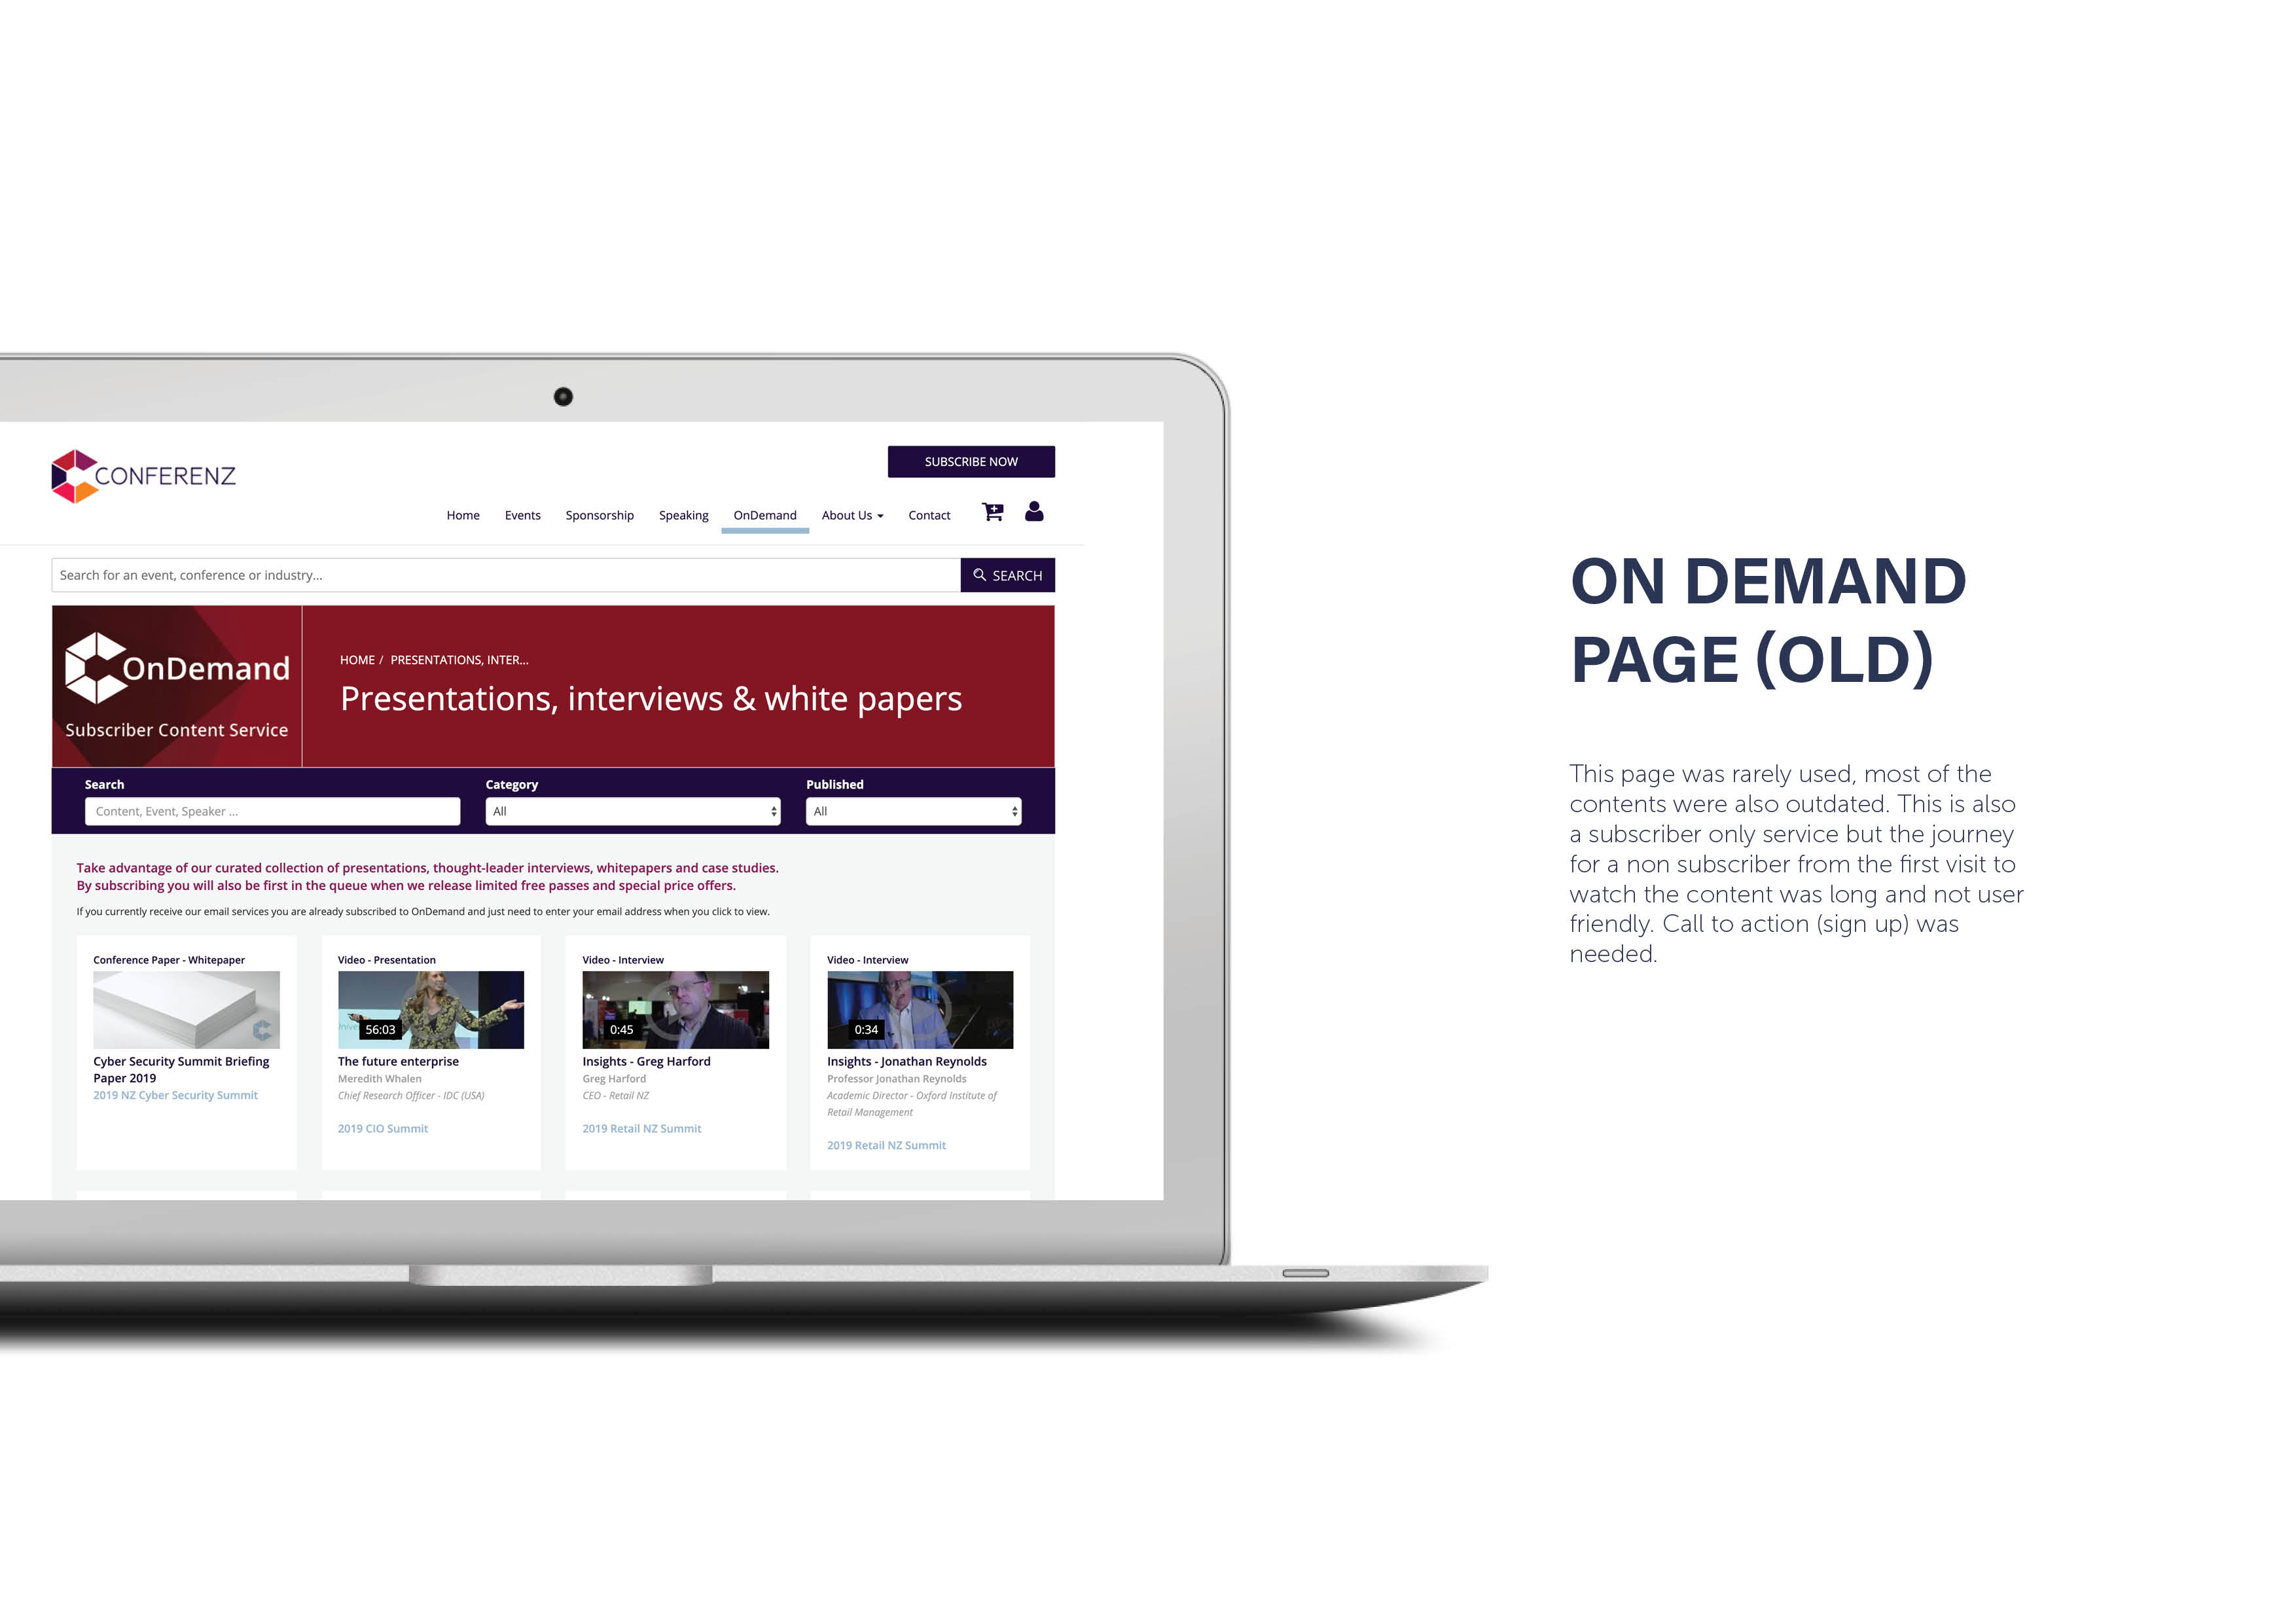 CONFERENZ
SUBSCRIBE NOW
Home Events Sponsorship Speaking OnDemand About Us Contact
Search for an event, conference or industry...
SEARCH
OnDemand
Subscriber Content Service
HOME / PRESENTATIONS, INTER...
Presentations, interviews & white papers
Search Category Published
Content, Event, Speaker ... All All
Take advantage of our curated collection of presentations, thought-leader interviews, whitepapers and case studies.
By subscribing you will also be first in the queue when we release limited free passes and special price offers.
If you currently receive our email services you are already subscribed to OnDemand and just need to enter your email address when you click to view.
Conference Paper - Whitepaper
Cyber Security Summit Briefing
Paper 2019
2019 NZ Cyber Security Summit
Video - Presentation
56:03
The future enterprise
Meredith Whalen
Chief Research Officer - IDC (USA)
2019 CIO Summit
Video - Interview
0:45
Insights - Greg Harford
Greg Harford
CEO - Retail NZ
2019 Retail NZ Summit
Video - Interview
0:34
Insights - Jonathan Reynolds
Professor Jonathan Reynolds
Academic Director - Oxford Institute of
Retail Management
2019 Retail NZ Summit
ON DEMAND
PAGE (OLD)
This page was rarely used, most of the
contents were also outdated. This is also
a subscriber only service but the journey
for a non subscriber from the first visit to
watch the content was long and not user
friendly. Call to action (sign up) was
needed.